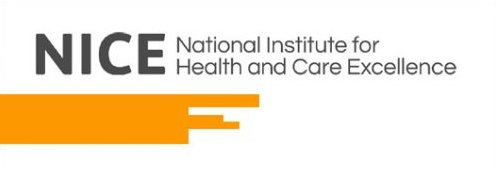 NICE National Institute for
Health and Care Excellence